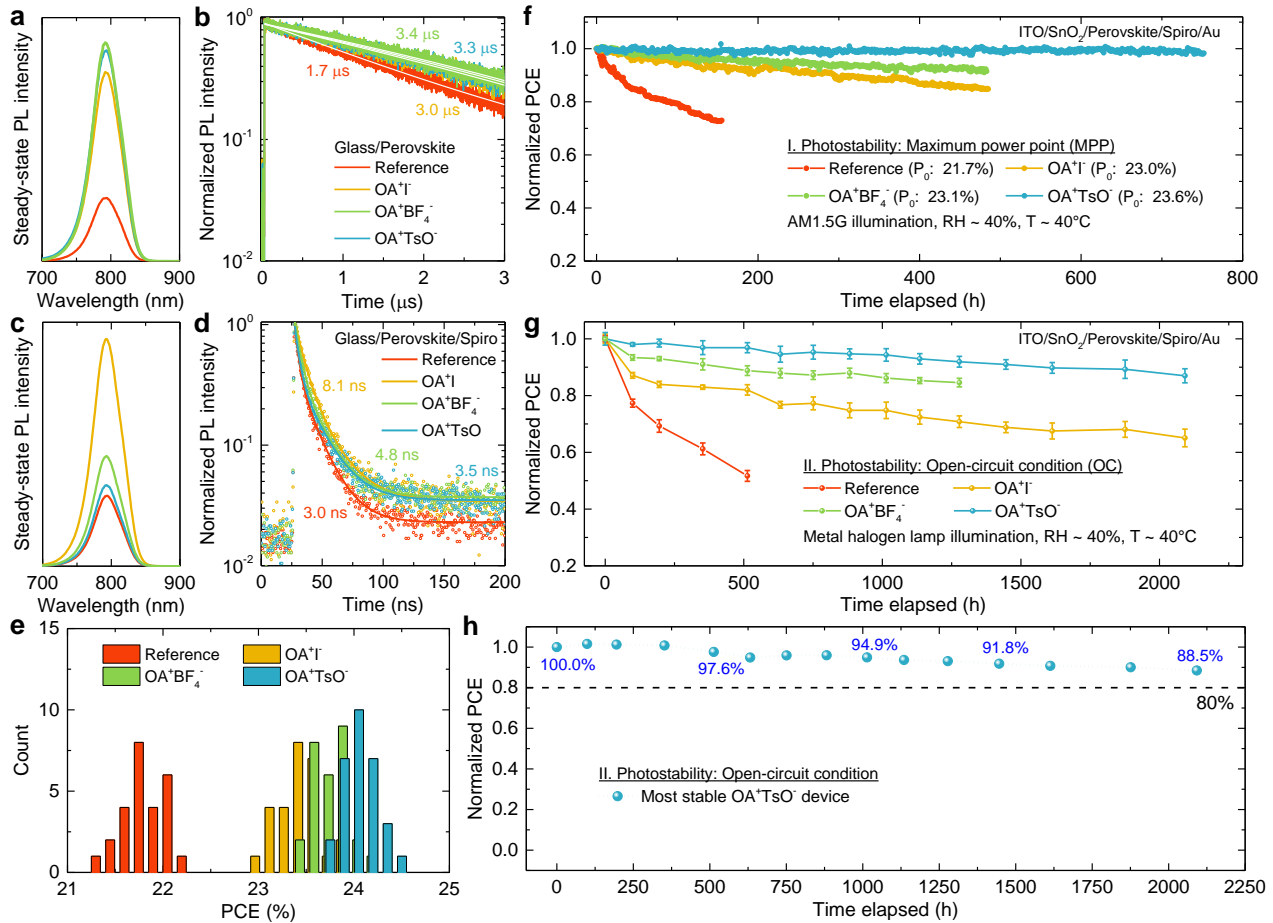 a
Steady-state PL intensity
700 800 900
Wavelength (nm)
b
Normalized PL intensity
10⁰
10⁻¹
10⁻²
3.4 μs
3.3 μs
1.7 μs
3.0 μs
Glass/Perovskite
Reference
OA⁺I⁻
OA⁺BF₄⁻
OA⁺TsO⁻
0 1 2 3
Time (μs)
c
Steady-state PL intensity
700 800 900
Wavelength (nm)
d
Normalized PL intensity
10⁰
10⁻¹
10⁻²
Glass/Perovskite/Spiro
Reference
OA⁺I
OA⁺BF₄⁻
OA⁺TsO
8.1 ns
4.8 ns
3.5 ns
3.0 ns
0 25 50 75 100 125 150 175 200
Time (ns)
e
Count
15
10
5
0
Reference
OA⁺I⁻
OA⁺BF₄⁻
OA⁺TsO⁻
21 22 23 24 25
PCE (%)
f
Normalized PCE
1.2
1.0
0.8
0.6
0.4
0.2
ITO/SnO₂/Perovskite/Spiro/Au
I. Photostability: Maximum power point (MPP)
Reference (P₀: 21.7%) OA⁺I⁻ (P₀: 23.0%)
OA⁺BF₄⁻ (P₀: 23.1%) OA⁺TsO⁻ (P₀: 23.6%)
AM1.5G illumination, RH ~ 40%, T ~ 40°C
0 200 400 600 800
Time elapsed (h)
g
Normalized PCE
1.0
0.8
0.6
0.4
0.2
ITO/SnO₂/Perovskite/Spiro/Au
II. Photostability: Open-circuit condition (OC)
Reference OA⁺I⁻
OA⁺BF₄⁻ OA⁺TsO⁻
Metal halogen lamp illumination, RH ~ 40%, T ~ 40°C
0 500 1000 1500 2000
Time elapsed (h)
h
Normalized PCE
1.0
0.8
0.6
0.4
0.2
0.0
100.0%
97.6%
94.9%
91.8%
88.5%
80%
II. Photostability: Open-circuit condition
Most stable OA⁺TsO⁻ device
0 250 500 750 1000 1250 1500 1750 2000 2250
Time elapsed (h)